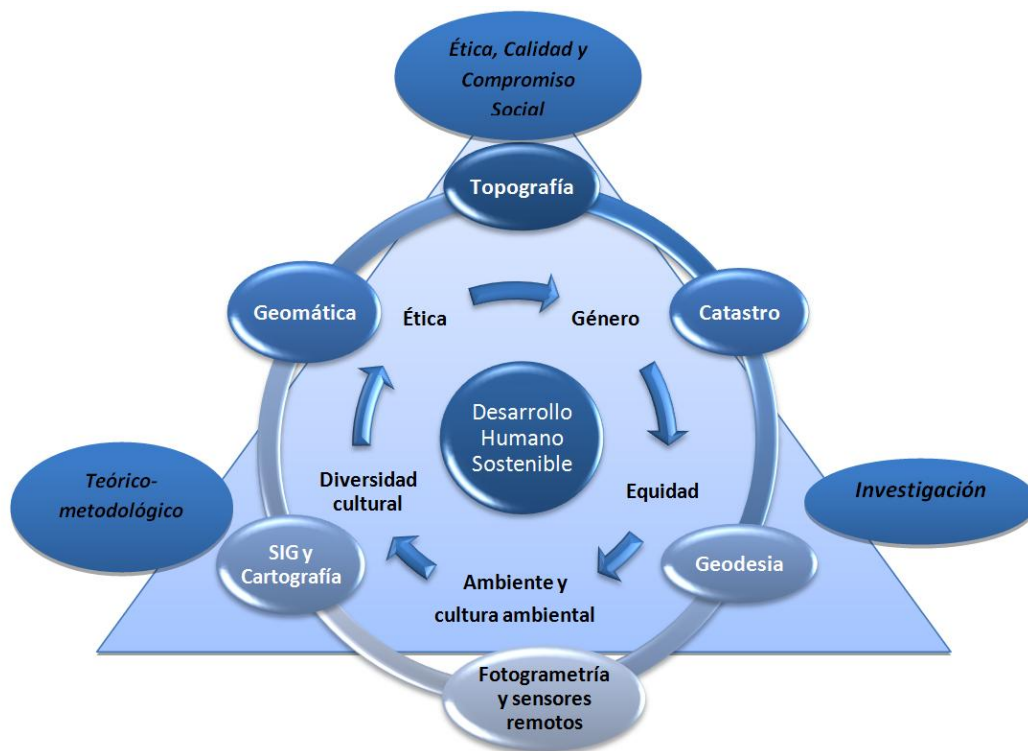 Ética, Calidad y
Compromiso
Social
Topografía
Geomática
Catastro
Ética
Género
Desarrollo
Humano
Sostenible
Diversidad
cultural
Equidad
Teórico-
metodológico
Investigación
SIG y
Cartografía
Geodesia
Ambiente y
cultura ambiental
Fotogrametría
y sensores
remotos